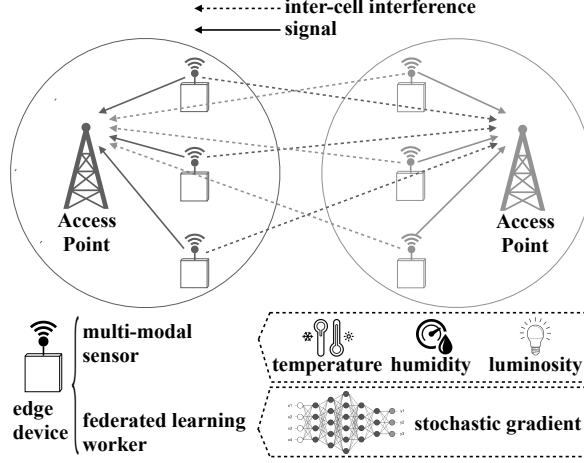 inter-cell interference
signal
Access
Point
Access
Point
multi-modal
sensor
edge
device
federated learning
worker
temperature humidity luminosity
stochastic gradient